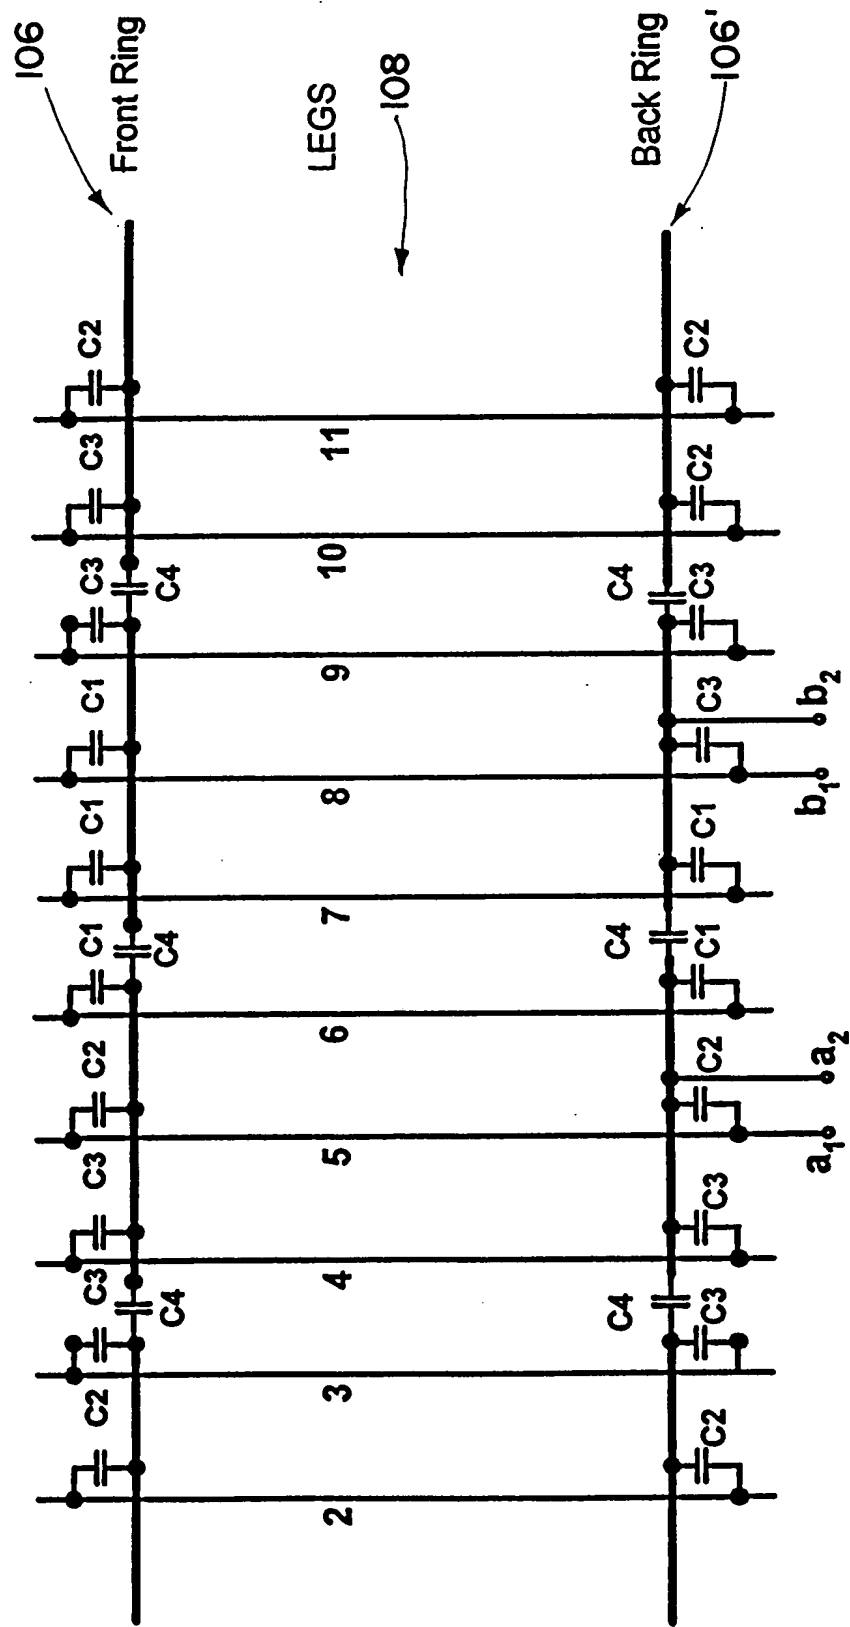 106
C2 C3 C3 C2 C1 C1 C1 C3 C3 C2
Front Ring
C4 C4 C4
2 3 4 5 6 7 8 9 10 11
LEGS
108
C4 C4 C4
Back Ring
C2 C3 C3 C2 C1 C1 C3 C3 C2 C2
106'
a₁ a₂ b₁ b₂